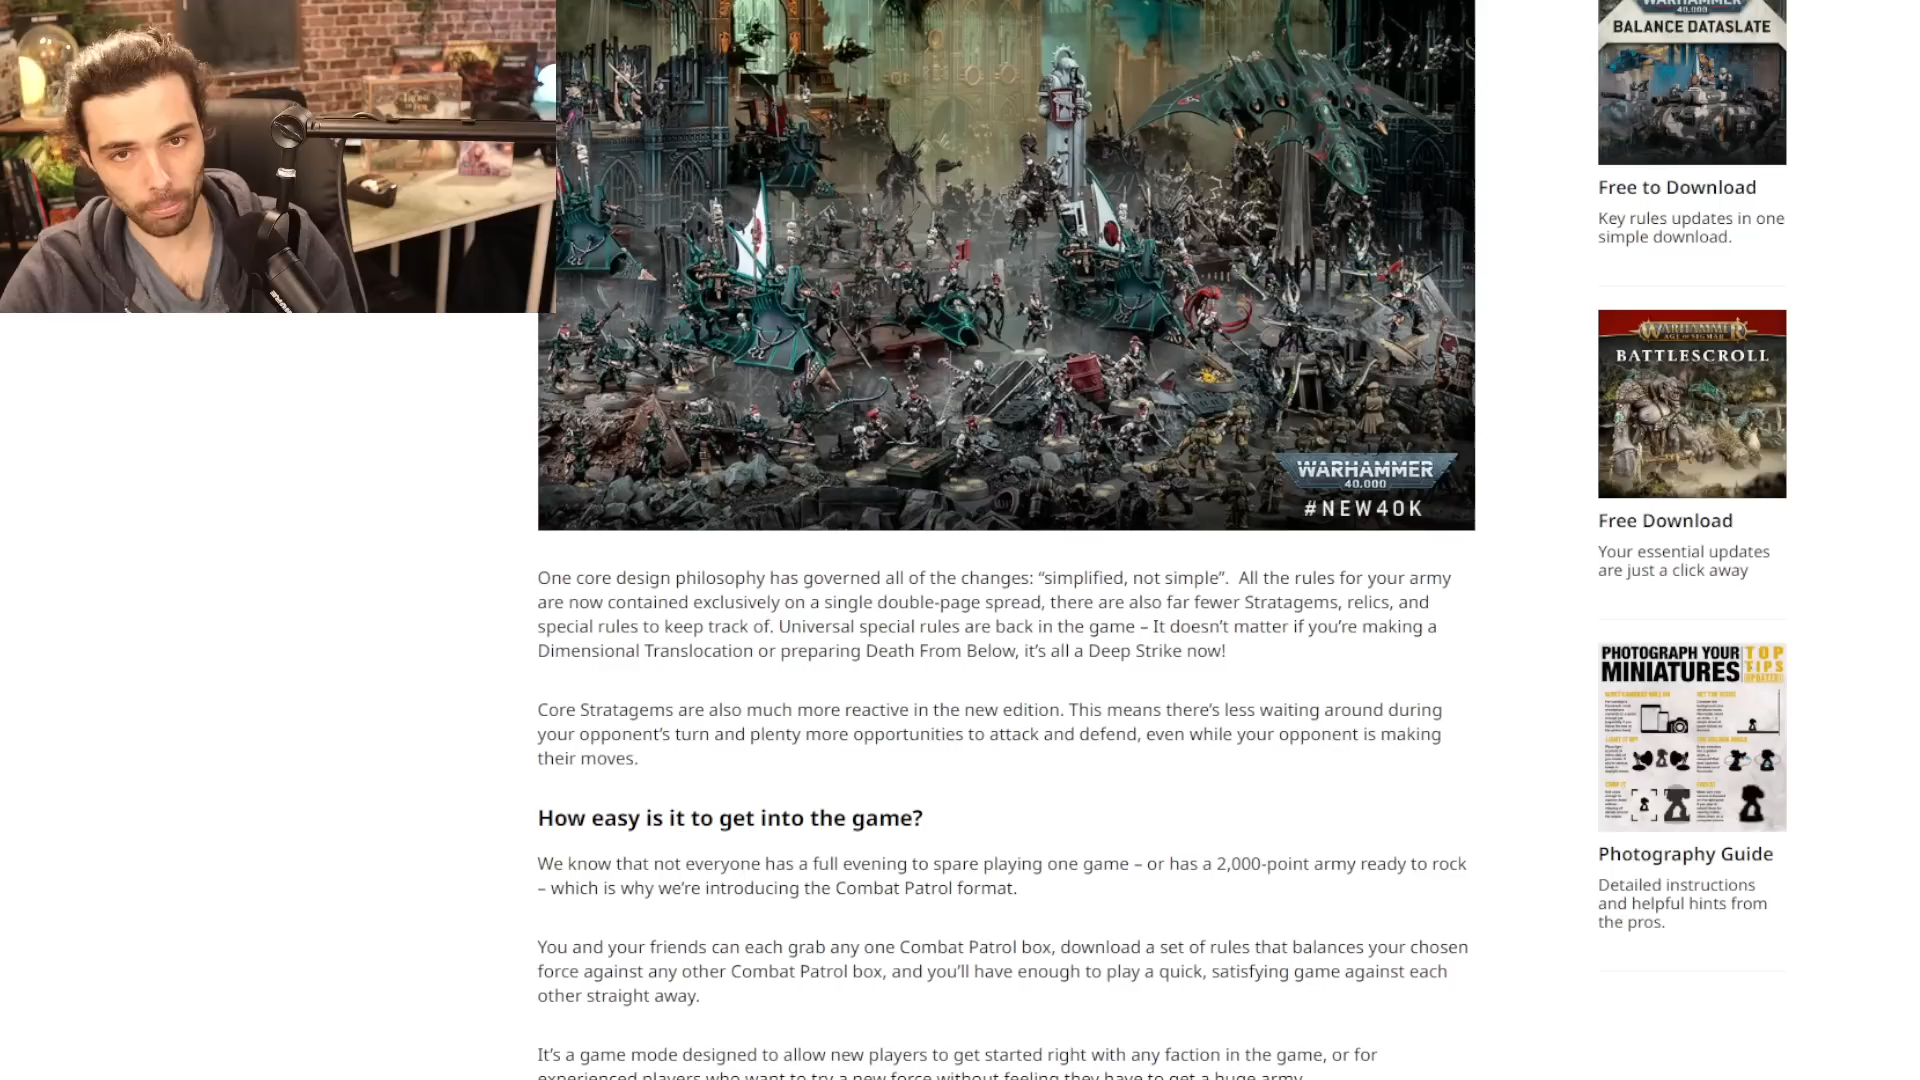 WARHAMMER
40,000
#NEW40K
One core design philosophy has governed all of the changes: “simplified, not simple”.  All the rules for your army
are now contained exclusively on a single double-page spread, there are also far fewer Stratagems, relics, and
special rules to keep track of. Universal special rules are back in the game – It doesn’t matter if you’re making a
Dimensional Translocation or preparing Death From Below, it’s all a Deep Strike now!
Core Stratagems are also much more reactive in the new edition. This means there’s less waiting around during
your opponent’s turn and plenty more opportunities to attack and defend, even while your opponent is making
their moves.
How easy is it to get into the game?
We know that not everyone has a full evening to spare playing one game – or has a 2,000-point army ready to rock
– which is why we’re introducing the Combat Patrol format.
You and your friends can each grab any one Combat Patrol box, download a set of rules that balances your chosen
force against any other Combat Patrol box, and you’ll have enough to play a quick, satisfying game against each
other straight away.
It’s a game mode designed to allow new players to get started right with any faction in the game, or for
experienced players who want to try a new force without feeling they have to get a huge army.
WARHAMMER
40,000
BALANCE DATASLATE
Free to Download
Key rules updates in one
simple download.
WARHAMMER
AGE OF SIGMAR
BATTLESCROLL
Free Download
Your essential updates
are just a click away
PHOTOGRAPH YOUR
MINIATURES
TOP
TIPS
Photography Guide
Detailed instructions
and helpful hints from
the pros.